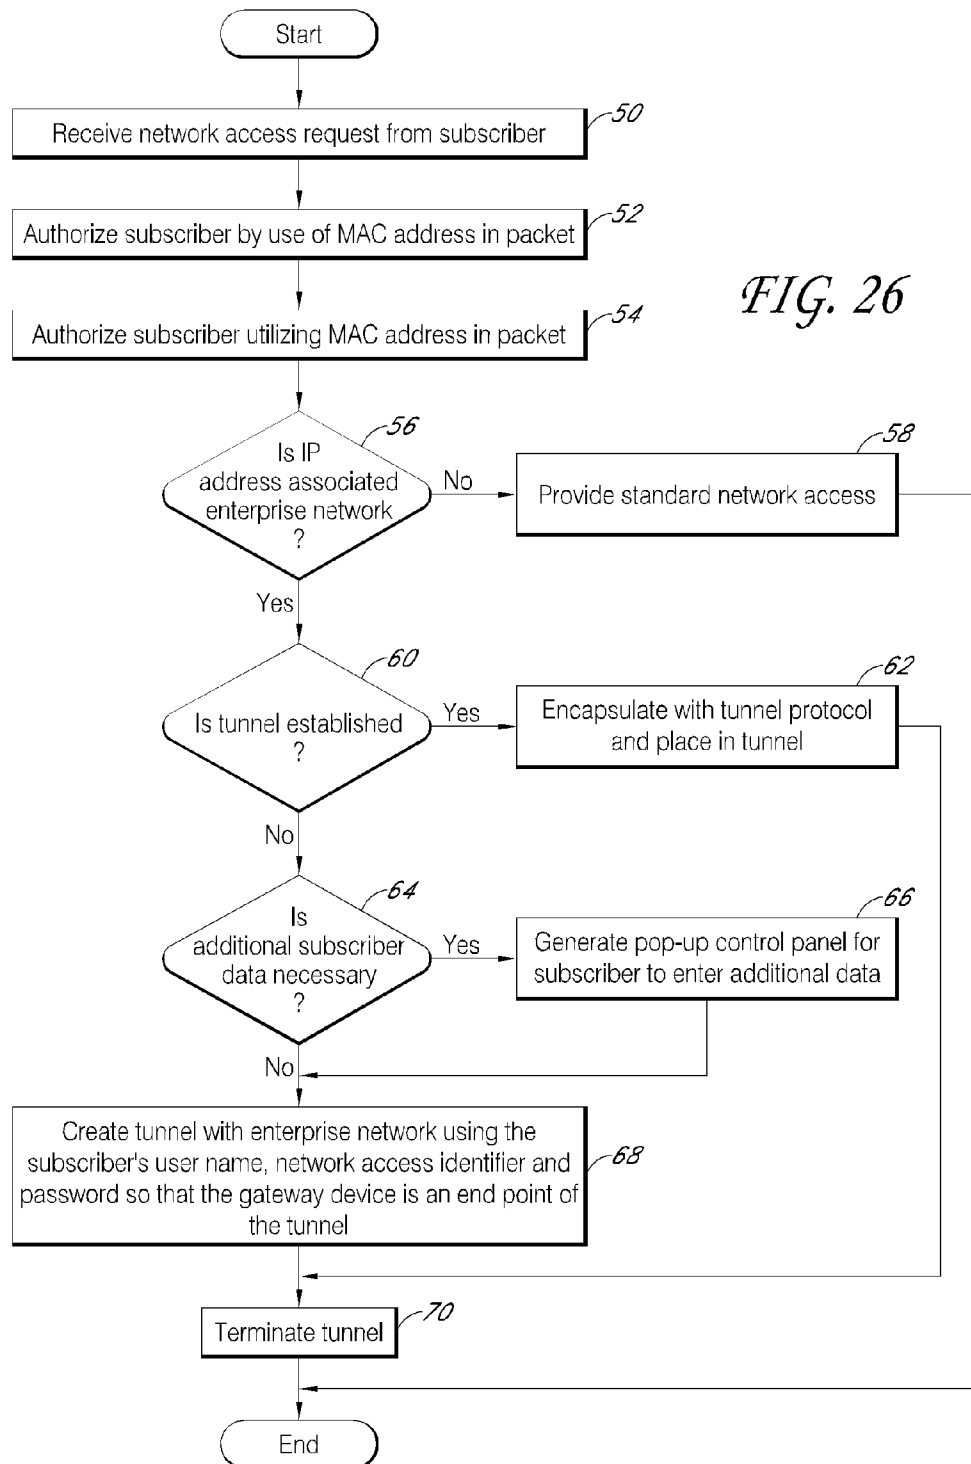 Start
Receive network access request from subscriber
50
Authorize subscriber by use of MAC address in packet
52
FIG. 26
Authorize subscriber utilizing MAC address in packet
54
Is IP
address associated
enterprise network
?
56
No
Provide standard network access
58
Yes
Is tunnel established
?
60
Yes
Encapsulate with tunnel protocol
and place in tunnel
62
No
Is
additional subscriber
data necessary
?
64
Yes
Generate pop-up control panel for
subscriber to enter additional data
66
No
Create tunnel with enterprise network using the
subscriber's user name, network access identifier and
password so that the gateway device is an end point of
the tunnel
68
Terminate tunnel
70
End